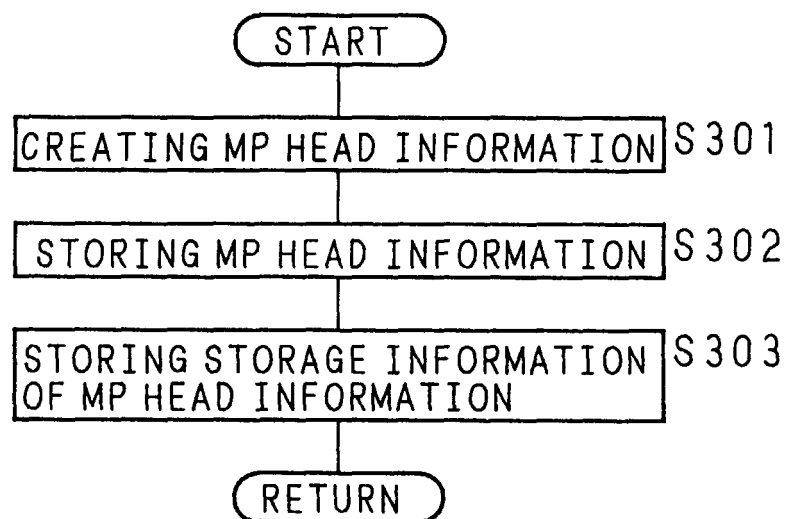 START
CREATING MP HEAD INFORMATION S301
STORING MP HEAD INFORMATION S302
STORING STORAGE INFORMATION S303
OF MP HEAD INFORMATION
RETURN